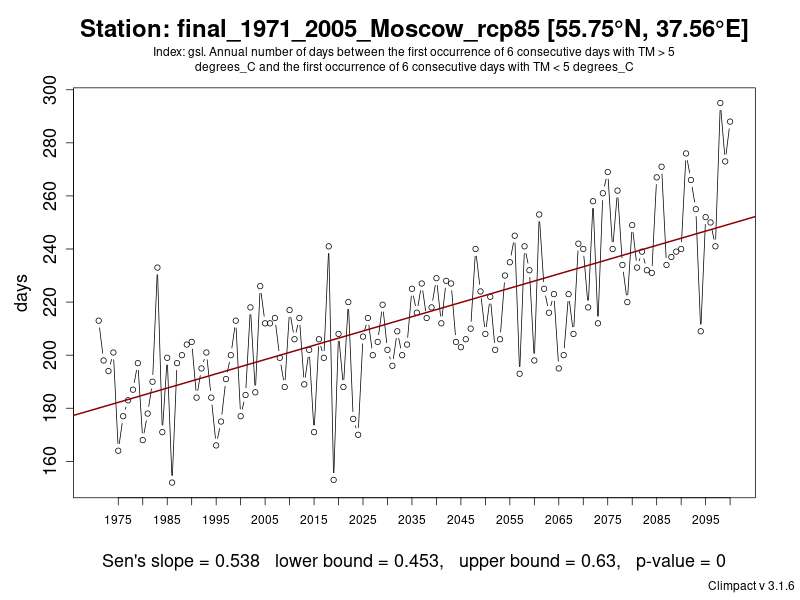 Station: final_1971_2005_Moscow_rcp85 [55.75°N, 37.56°E]
Index: gsl. Annual number of days between the first occurrence of 6 consecutive days with TM > 5
degrees_C and the first occurrence of 6 consecutive days with TM < 5 degrees_C
days
300
280
260
240
220
200
180
160
1975 1985 1995 2005 2015 2025 2035 2045 2055 2065 2075 2085 2095
Sen's slope = 0.538 lower bound = 0.453, upper bound = 0.63, p-value = 0
Climpact v 3.1.6